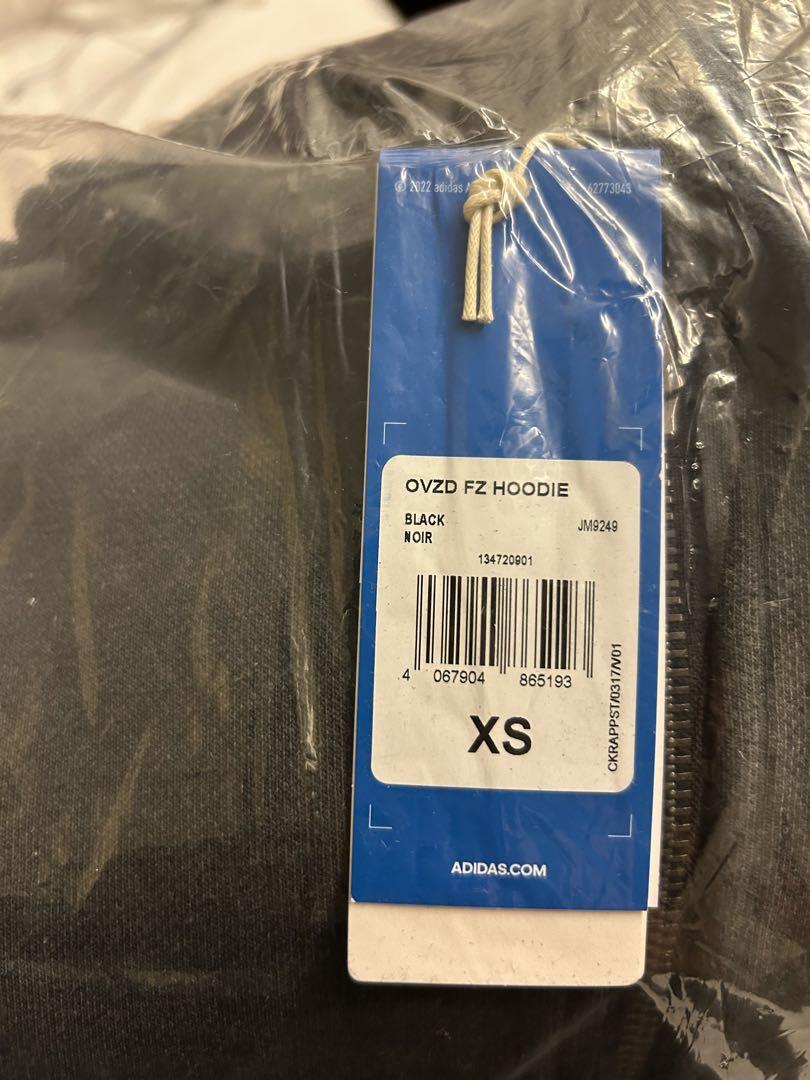 © 2022 adidas
62773043
OVZD FZ HOODIE
BLACK
NOIR
JM9249
134720901
4 067904 865193
CKRAPPST/0317/V01
XS
ADIDAS.COM